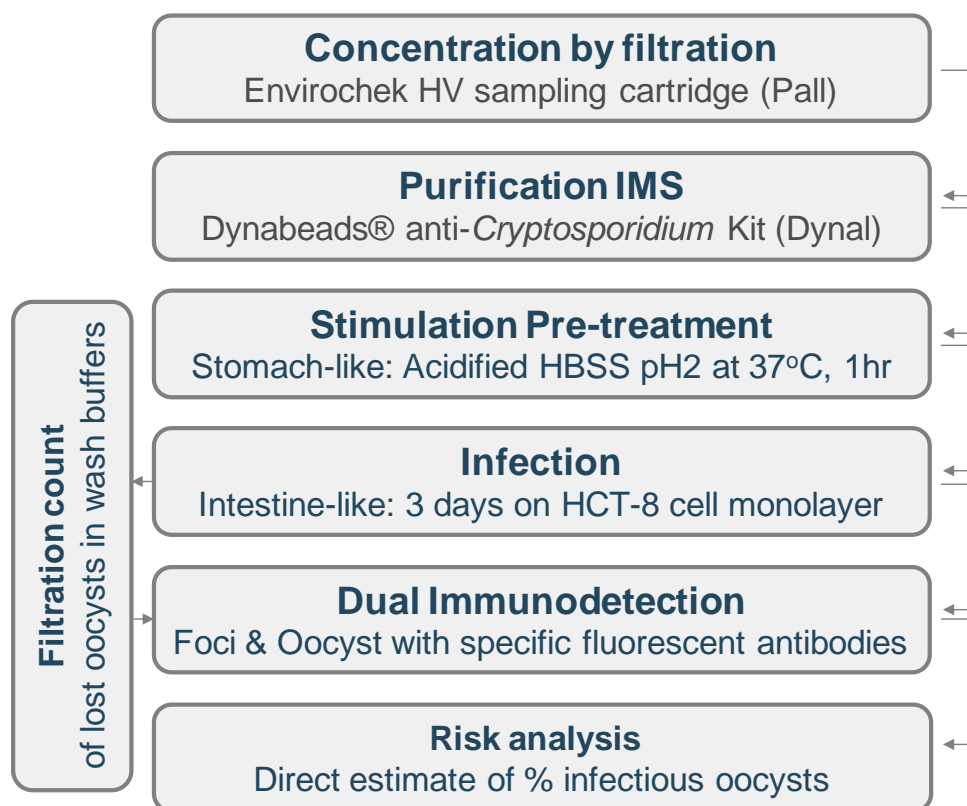 Concentration by filtration
Envirochek HV sampling cartridge (Pall)
Purification IMS
Dynabeads® anti-Cryptosporidium Kit (Dynal)
Stimulation Pre-treatment
Stomach-like: Acidified HBSS pH2 at 37ºC, 1hr
Infection
Intestine-like: 3 days on HCT-8 cell monolayer
Dual Immunodetection
Foci & Oocyst with specific fluorescent antibodies
Risk analysis
Direct estimate of % infectious oocysts
Filtration count
of lost oocysts in wash buffers